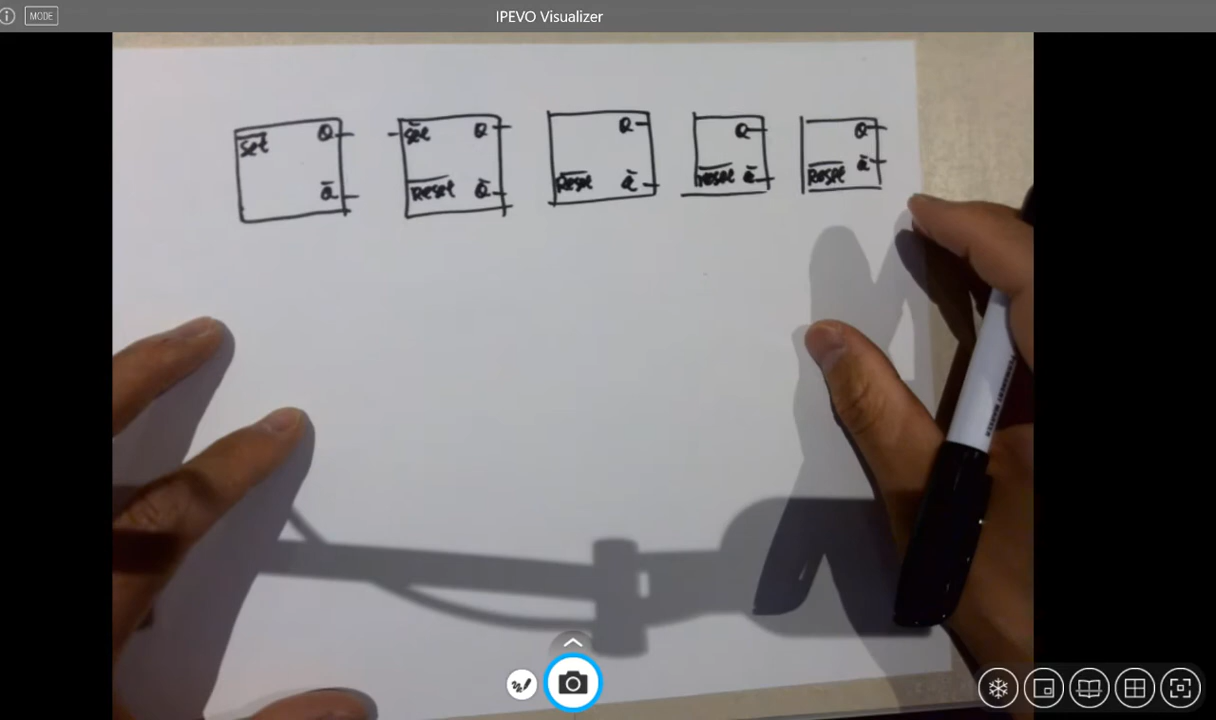 MODE
IPEVO Visualizer
Set Q
Q̅
Set Q
Reset Q̅
Q
Reset Q̅
Q
reset Q̅
Q
Reset Q̅